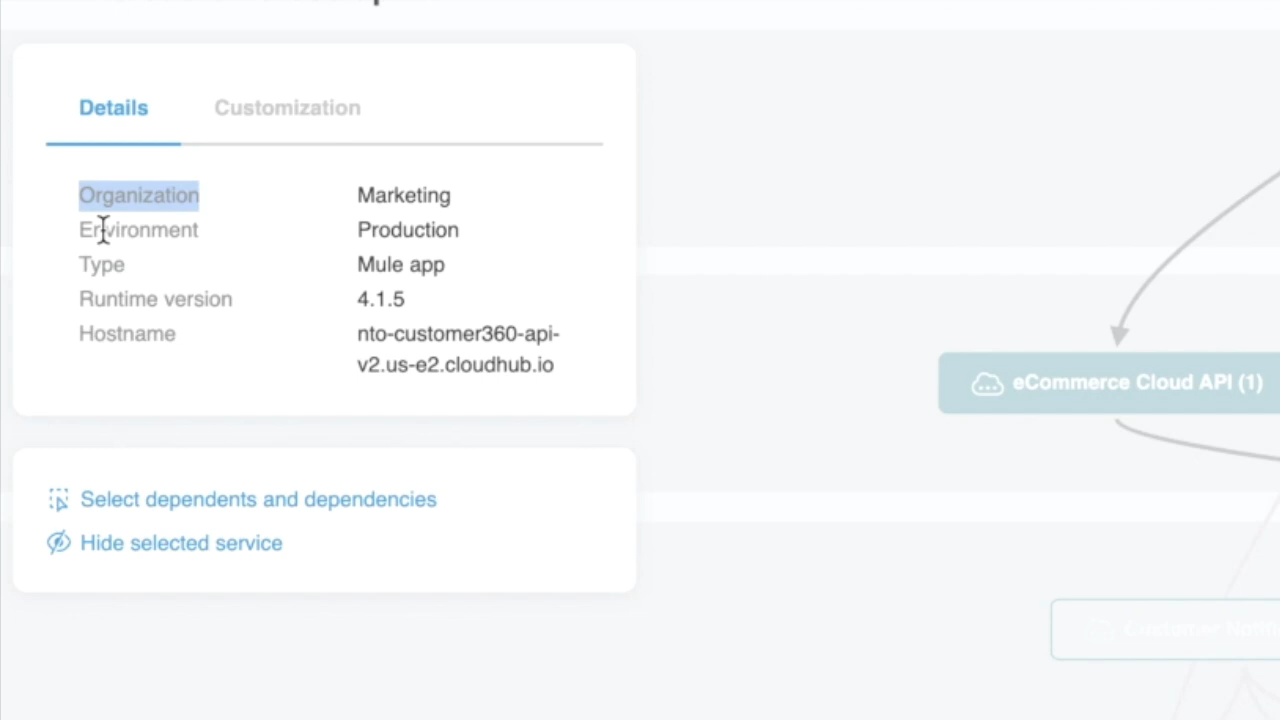 Details Customization
Organization Marketing
Environment Production
Type Mule app
Runtime version 4.1.5
Hostname nto-customer360-api-
v2.us-e2.cloudhub.io
eCommerce Cloud API (1)
Select dependents and dependencies
Hide selected service
Customer